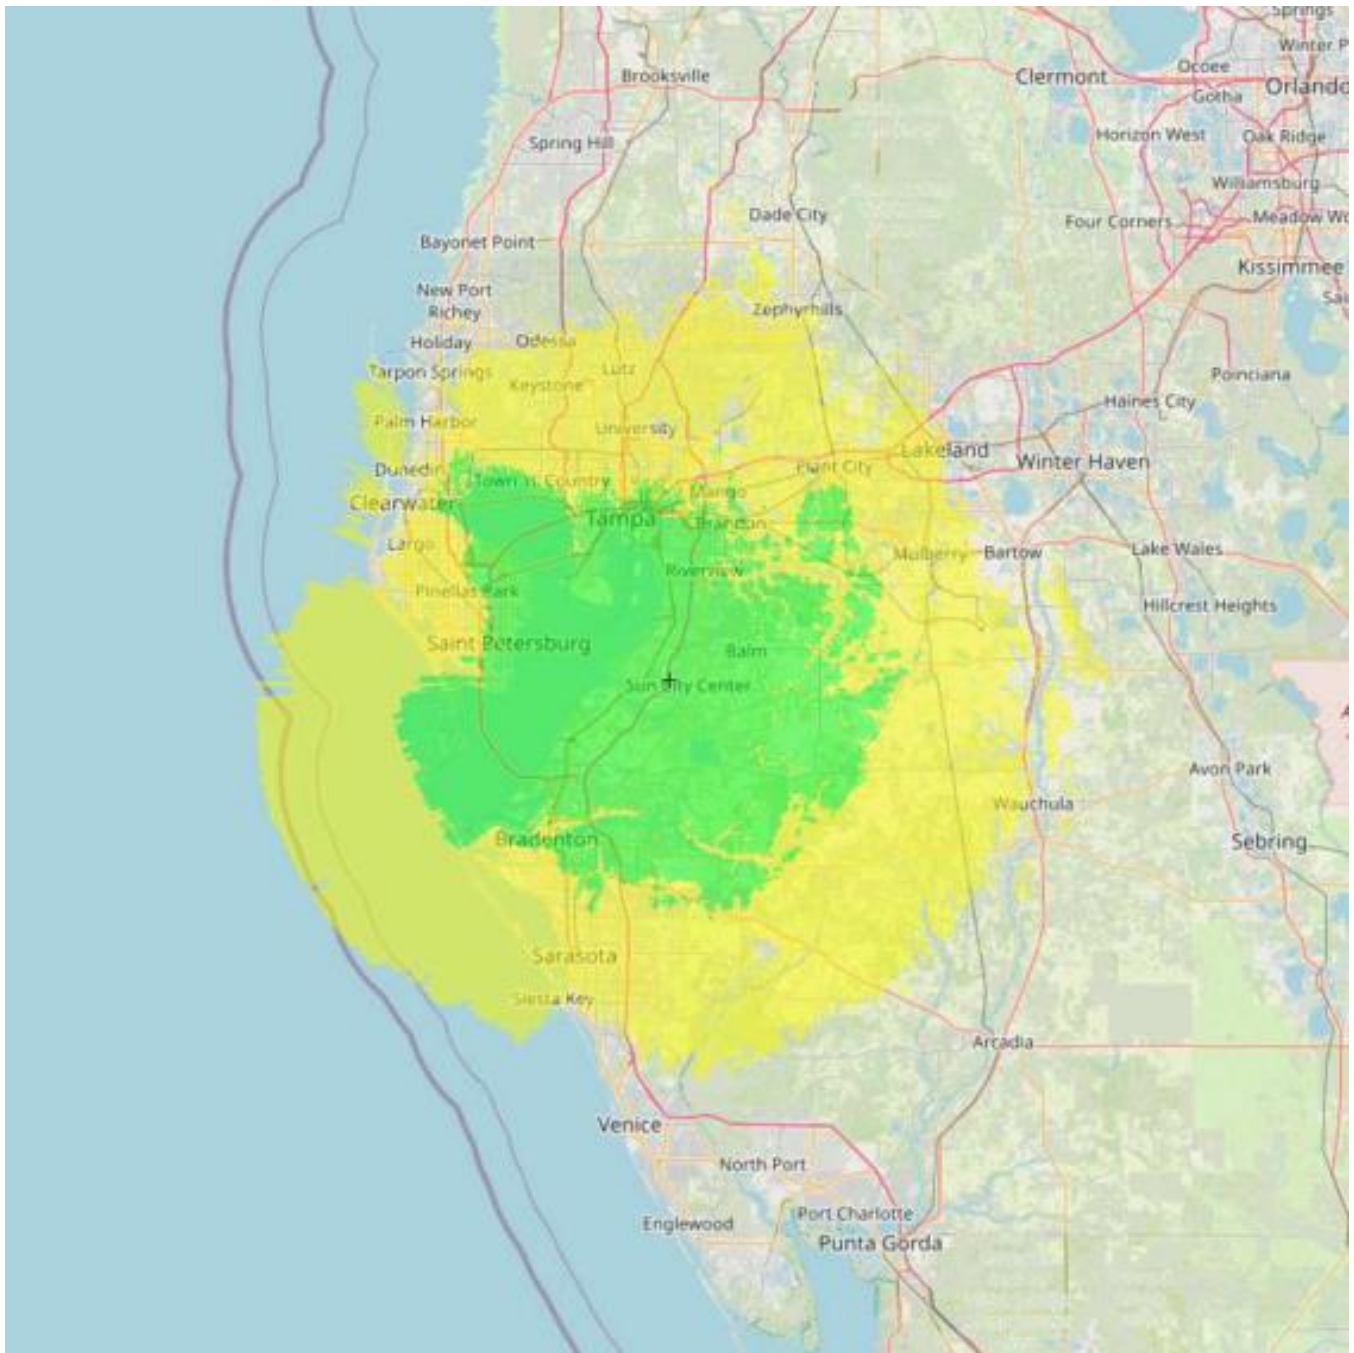 Springs
Winter P
Brooksville
Clermont
Ocoee
Orlando
Gotha
Spring Hill
Horizon West
Oak Ridge
Williamsburg
Dade City
Four Corners
Meadow Wo
Bayonet Point
Kissimmee
New Port
Richey
Sai
Zephyrhills
Holiday
Odessa
Tarpon Springs
Lutz
Poinciana
Keystone
Haines City
Palm Harbor
University
Lakeland
Winter Haven
Dunedin
Plant City
Town 'n' Country
Mango
Clearwater
Tampa
Brandon
Largo
Mulberry
Bartow
Lake Wales
Riverview
Pinellas Park
Hillcrest Heights
Saint Petersburg
Balm
Sun City Center
A
Avon Park
Wauchula
Bradenton
Sebring
Sarasota
Siesta Key
Arcadia
Venice
North Port
Englewood
Port Charlotte
Punta Gorda